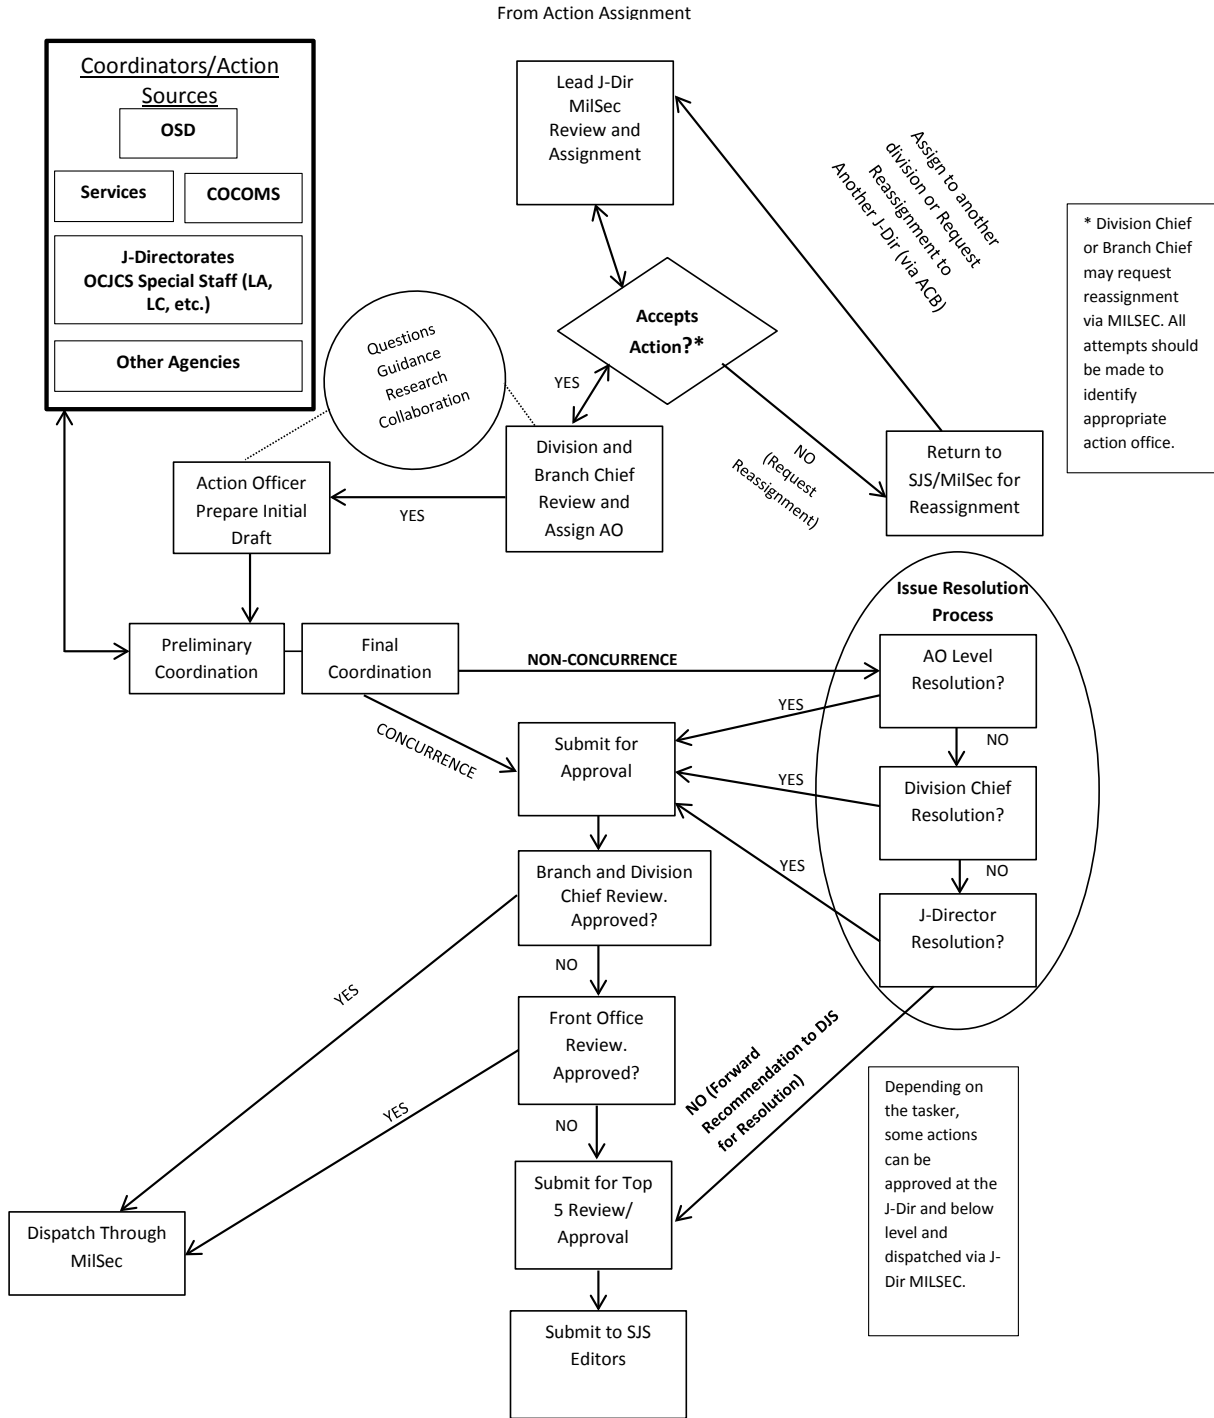 From Action Assignment
Coordinators/Action
Sources
OSD
Services
COCOMS
J-Directorates
OCJCS Special Staff (LA,
LC, etc.)
Other Agencies
Lead J-Dir
MilSec
Review and
Assignment
Assign to another
division or Request
Reassignment to
Another J-Dir (via ACB)
* Division Chief
or Branch Chief
may request
reassignment
via MILSEC. All
attempts should
be made to
identify
appropriate
action office.
Accepts
Action?*
Questions
Guidance
Research
Collaboration
YES
NO
(Request
Reassignment)
Division and
Branch Chief
Review and
Assign AO
Return to
SJS/MilSec for
Reassignment
Action Officer
Prepare Initial
Draft
YES
Issue Resolution
Process
Preliminary
Coordination
Final
Coordination
NON-CONCURRENCE
AO Level
Resolution?
YES
NO
CONCURRENCE
Submit for
Approval
YES
Division Chief
Resolution?
NO
Branch and Division
Chief Review.
Approved?
YES
J-Director
Resolution?
YES
NO
Front Office
Review.
Approved?
NO (Forward
Recommendation to DJS
for Resolution)
YES
NO
Depending on
the tasker,
some actions
can be
approved at the
J-Dir and below
level and
dispatched via J-
Dir MILSEC.
Submit for Top
5 Review/
Approval
Dispatch Through
MilSec
Submit to SJS
Editors